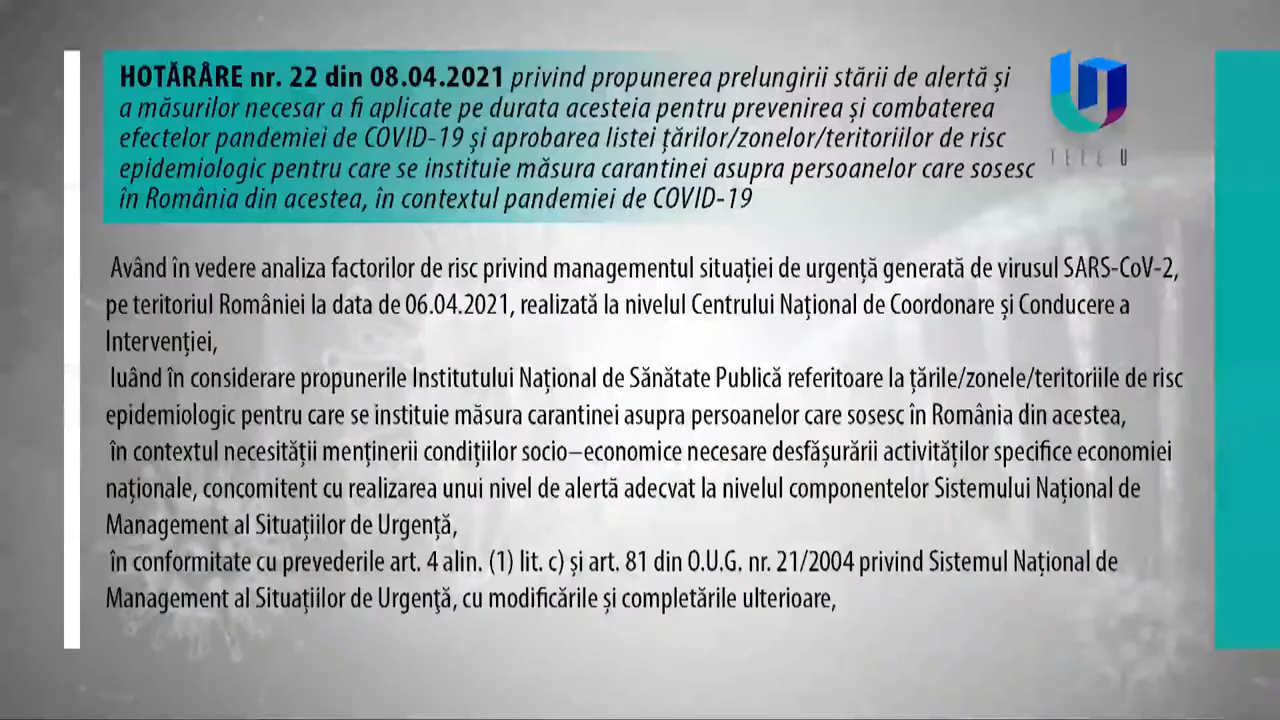 HOTĂRÂRE nr. 22 din 08.04.2021 privind propunerea prelungirii stării de alertă și
a măsurilor necesar a fi aplicate pe durata acesteia pentru prevenirea și combaterea
efectelor pandemiei de COVID-19 și aprobarea listei țărilor/zonelor/teritoriilor de risc
epidemiologic pentru care se instituie măsura carantinei asupra persoanelor care sosesc
în România din acestea, în contextul pandemiei de COVID-19
TELE U
Având în vedere analiza factorilor de risc privind managementul situației de urgență generată de virusul SARS-CoV-2,
pe teritoriul României la data de 06.04.2021, realizată la nivelul Centrului Național de Coordonare și Conducere a
Intervenției,
luând în considerare propunerile Institutului Național de Sănătate Publică referitoare la țările/zonele/teritoriile de risc
epidemiologic pentru care se instituie măsura carantinei asupra persoanelor care sosesc în România din acestea,
în contextul necesității menținerii condițiilor socio–economice necesare desfășurării activităților specifice economiei
naționale, concomitent cu realizarea unui nivel de alertă adecvat la nivelul componentelor Sistemului Național de
Management al Situațiilor de Urgență,
în conformitate cu prevederile art. 4 alin. (1) lit. c) și art. 81 din O.U.G. nr. 21/2004 privind Sistemul Național de
Management al Situațiilor de Urgenţă, cu modificările și completările ulterioare,